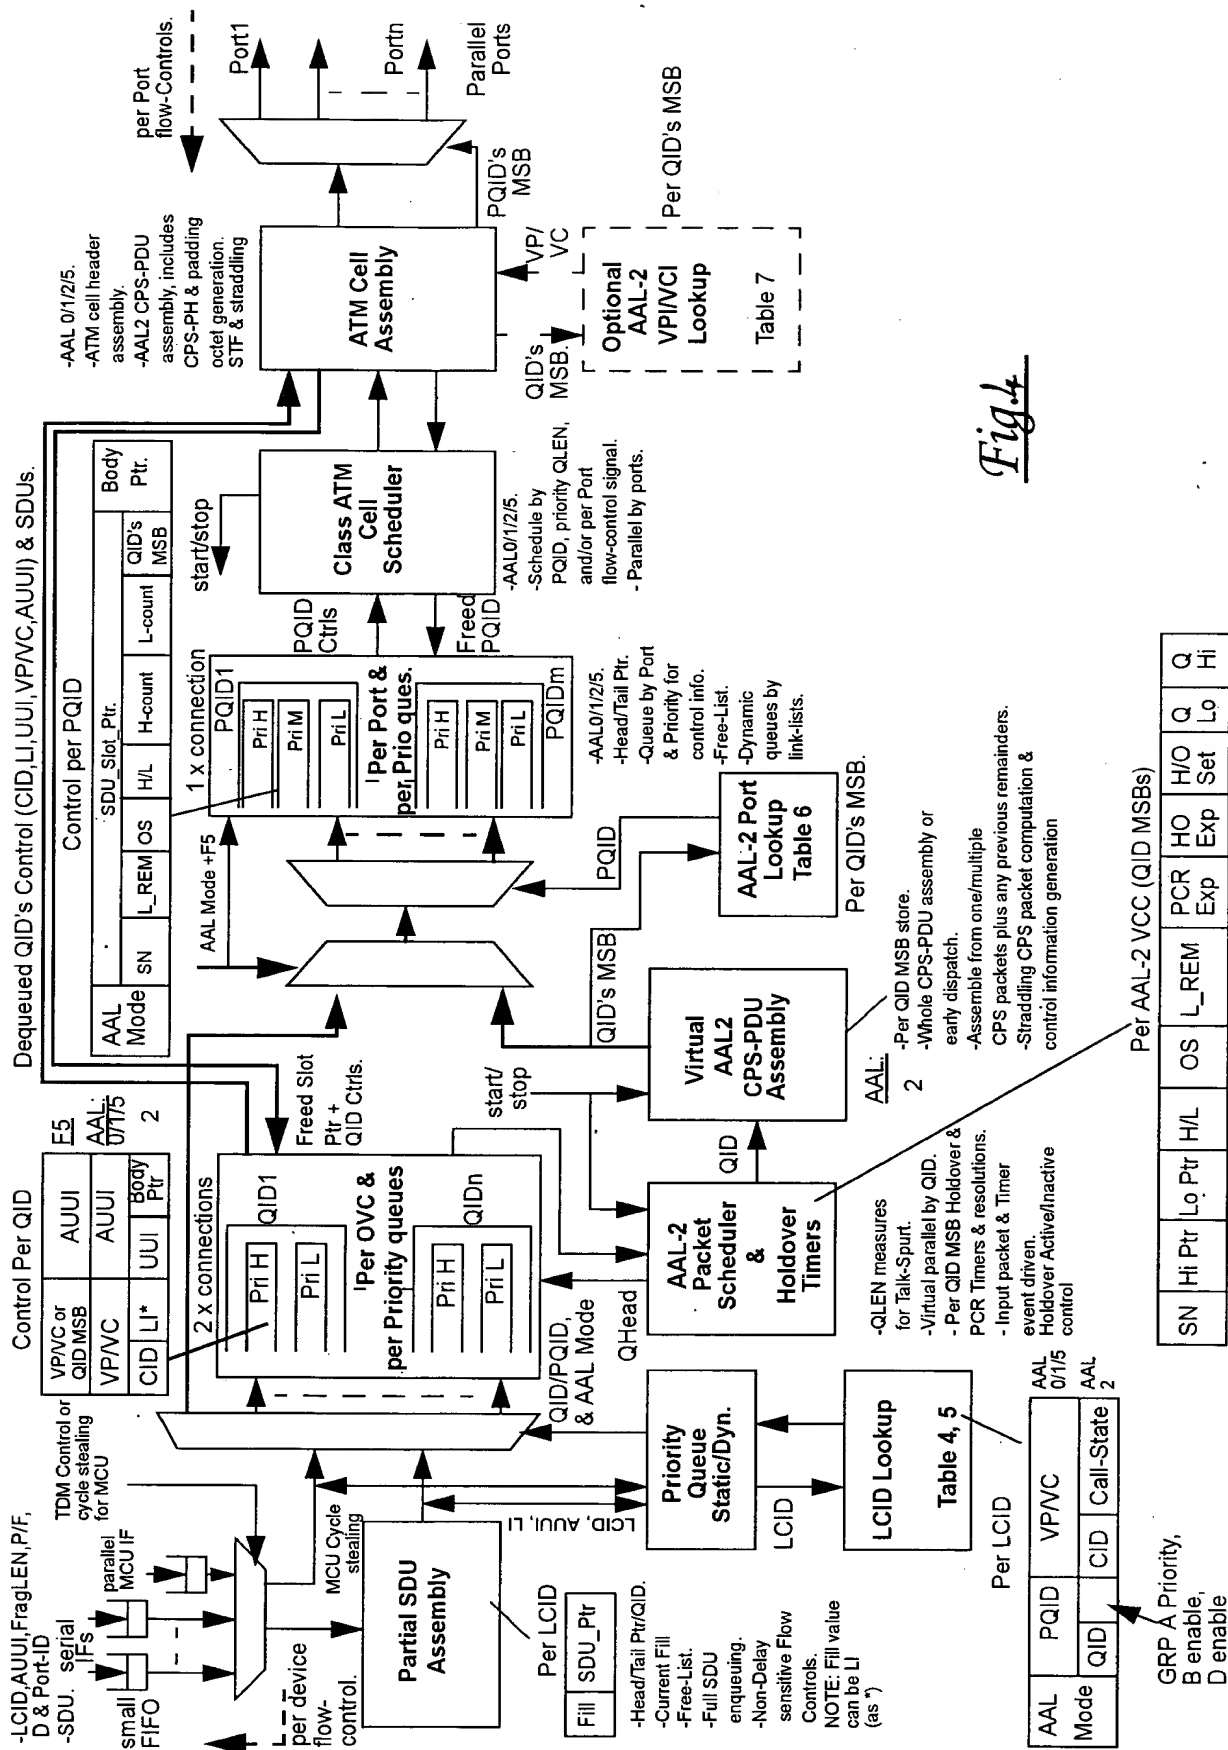 -LCID,AUUI,FragLEN,P/F,
D & Port-ID
-SDU.
serial
IFs
small
FIFO
parallel
MCU IF
TDM Control or
cycle stealing
for MCU
per device
flow-
control.
MCU Cycle
stealing
Partial SDU
Assembly
LCID, AUUI, LI
Per LCID
Fill
SDU_Ptr
-Head/Tail Ptr/QID.
-Current Fill
-Free-List.
-Full SDU
enqueuing.
-Non-Delay
sensitive Flow
Controls.
NOTE: Fill value
can be LI
(as *)
Control Per QID
VP/VC or
QID MSB
AUUI
F5
VP/VC
AUUI
AAL:
0/1/5
CID
LI*
UUI
Body
Ptr
2
2 x connections
QID1
Pri H
Pri L
Per OVC &
per Priority queues
Pri H
Pri L
QIDn
QID/PQID,
& AAL Mode
QHead
Priority
Queue
Static/Dyn.
LCID
LCID Lookup
Table 4, 5
Per LCID
AAL
Mode
PQID
VP/VC
AAL
0/1/5
QID
CID
Call-State
AAL
2
GRP A Priority,
B enable,
D enable
Freed Slot
Ptr +
QID Ctrls.
start/
stop
AAL-2
Packet
Scheduler
&
Holdover
Timers
QID
-QLEN measures
for Talk-Spurt.
-Virtual parallel by QID.
- Per QID MSB Holdover &
PCR Timers & resolutions.
- Input packet & Timer
event driven.
Holdover Active/Inactive
control
Virtual
AAL2
CPS-PDU
Assembly
AAL:
2
-Per QID MSB store.
-Whole CPS-PDU assembly or
early dispatch.
-Assemble from one/multiple
CPS packets plus any previous remainders.
-Straddling CPS packet computation &
control information generation
Per AAL-2 VCC (QID MSBs)
SN
Hi Ptr
Lo Ptr
H/L
OS
L_REM
PCR
Exp
HO
Exp
H/O
Set
Q
Lo
Q
Hi
Dequeued QID's Control (CID,LI,UUI,VP/VC,AUUI) & SDUs.
Control per PQID
AAL
Mode
SDU_Slot_Ptr.
Body
Ptr.
SN
L_REM
OS
H/L
H-count
L-count
QID's
MSB
AAL Mode +F5
QID's MSB
PQID
AAL-2 Port
Lookup
Table 6
Per QID's MSB.
1 x connection
PQID1
Pri H
Pri M
Pri L
Per Port &
per Prio ques.
Pri H
Pri M
Pri L
PQIDm
-AAL0/1/2/5.
-Head/Tail Ptr.
-Queue by Port
& Priority for
control info.
-Free-List.
-Dynamic
queues by
link-lists.
PQID
Ctrls
Freed
PQID
start/stop
Class ATM
Cell
Scheduler
-AAL0/1/2/5.
-Schedule by
PQID, priority QLEN,
and/or per Port
flow-control signal.
- Parallel by ports.
-AAL 0/1/2/5.
-ATM cell header
assembly.
-AAL2 CPS-PDU
assembly, includes
CPS-PH & padding
octet generation.
STF & straddling
ATM Cell
Assembly
QID's
MSB.
VP/
VC
Optional
AAL-2
VPI/VCI
Lookup
Table 7
Per QID's MSB
PQID's
MSB
per Port
flow-Controls.
Port1
Portn
Parallel
Ports
Fig.4